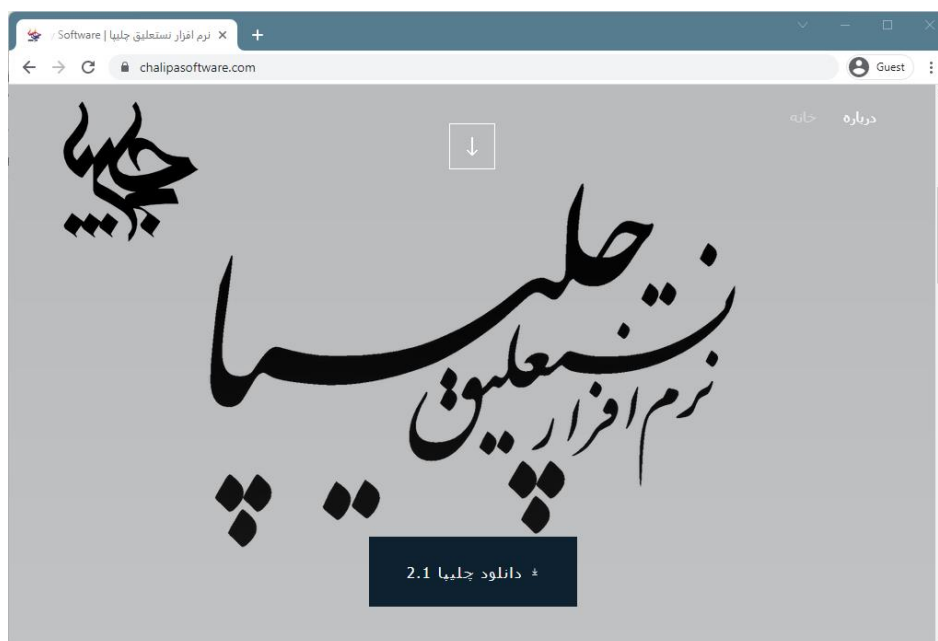 نرم افزار نستعلیق چلیپا | Software
chalipasoftware.com
Guest
درباره
خانه
چلیپا
چلیپا
نستعلیق
نرم افزار
دانلود چلیپا 2.1